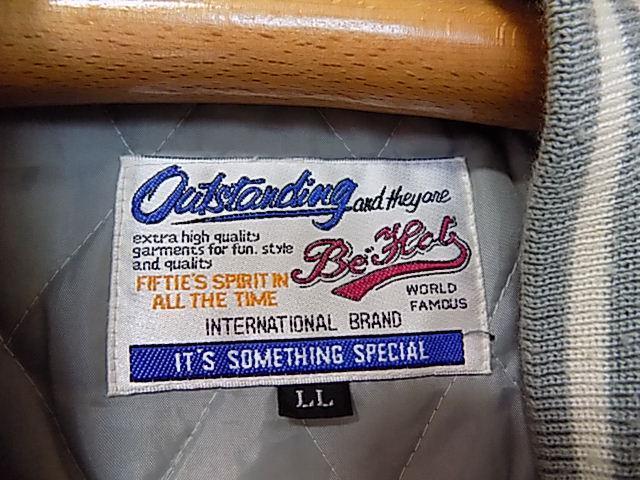 Outstanding and they are
extra high quality
garments for fun. style
and quality
Be Hot
FIFTIE'S SPIRIT IN
ALL THE TIME
WORLD
FAMOUS
INTERNATIONAL BRAND
IT'S SOMETHING SPECIAL
LL